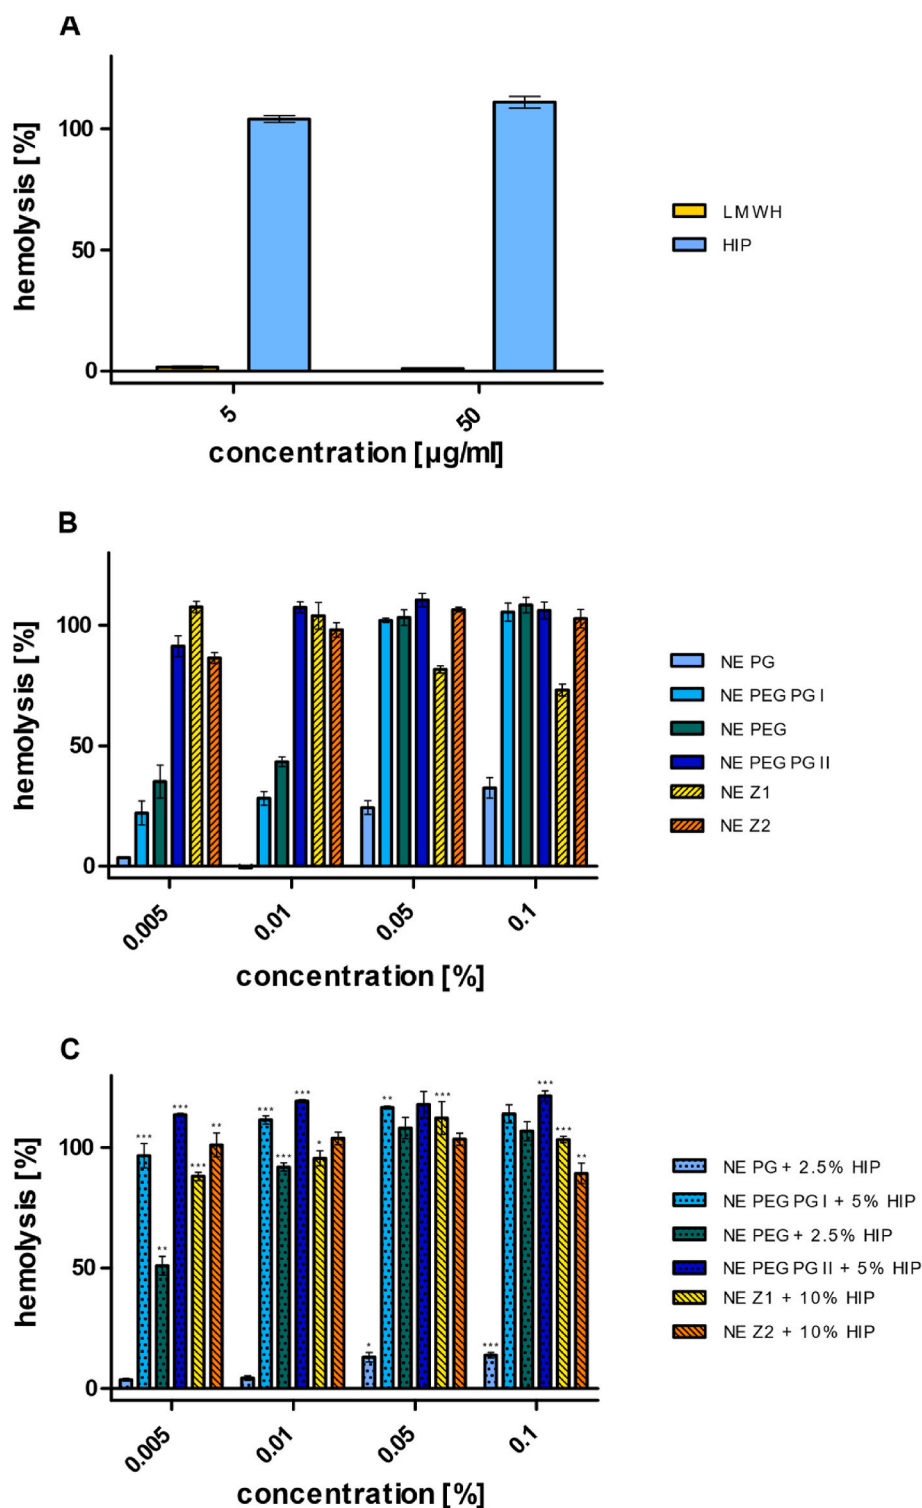 A
hemolysis [%]
100
50
0
5
50
concentration [µg/ml]
LMWH
HIP
B
hemolysis [%]
100
50
0
0.005
0.01
0.05
0.1
concentration [%]
NE PG
NE PEG PG I
NE PEG
NE PEG PG II
NE Z1
NE Z2
C
hemolysis [%]
100
50
0
*** ** *** *** **
*** *** *** *
* ** ***
*** *** *** **
0.005
0.01
0.05
0.1
concentration [%]
NE PG + 2.5% HIP
NE PEG PG I + 5% HIP
NE PEG + 2.5% HIP
NE PEG PG II + 5% HIP
NE Z1 + 10% HIP
NE Z2 + 10% HIP